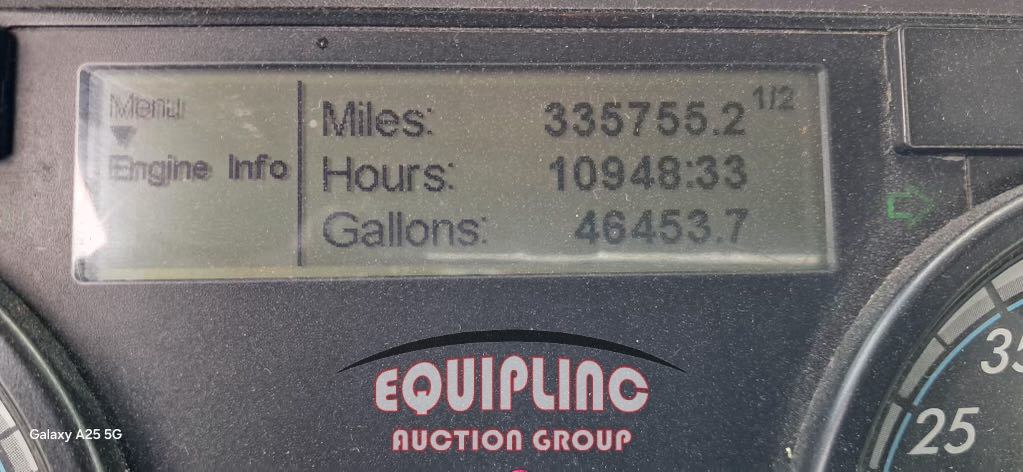 Menu
Engine Info
Miles: 335755.2 1/2
Hours: 10948:33
Gallons: 46453.7
35
25
EQUIPLINC
AUCTION GROUP
Galaxy A25 5G